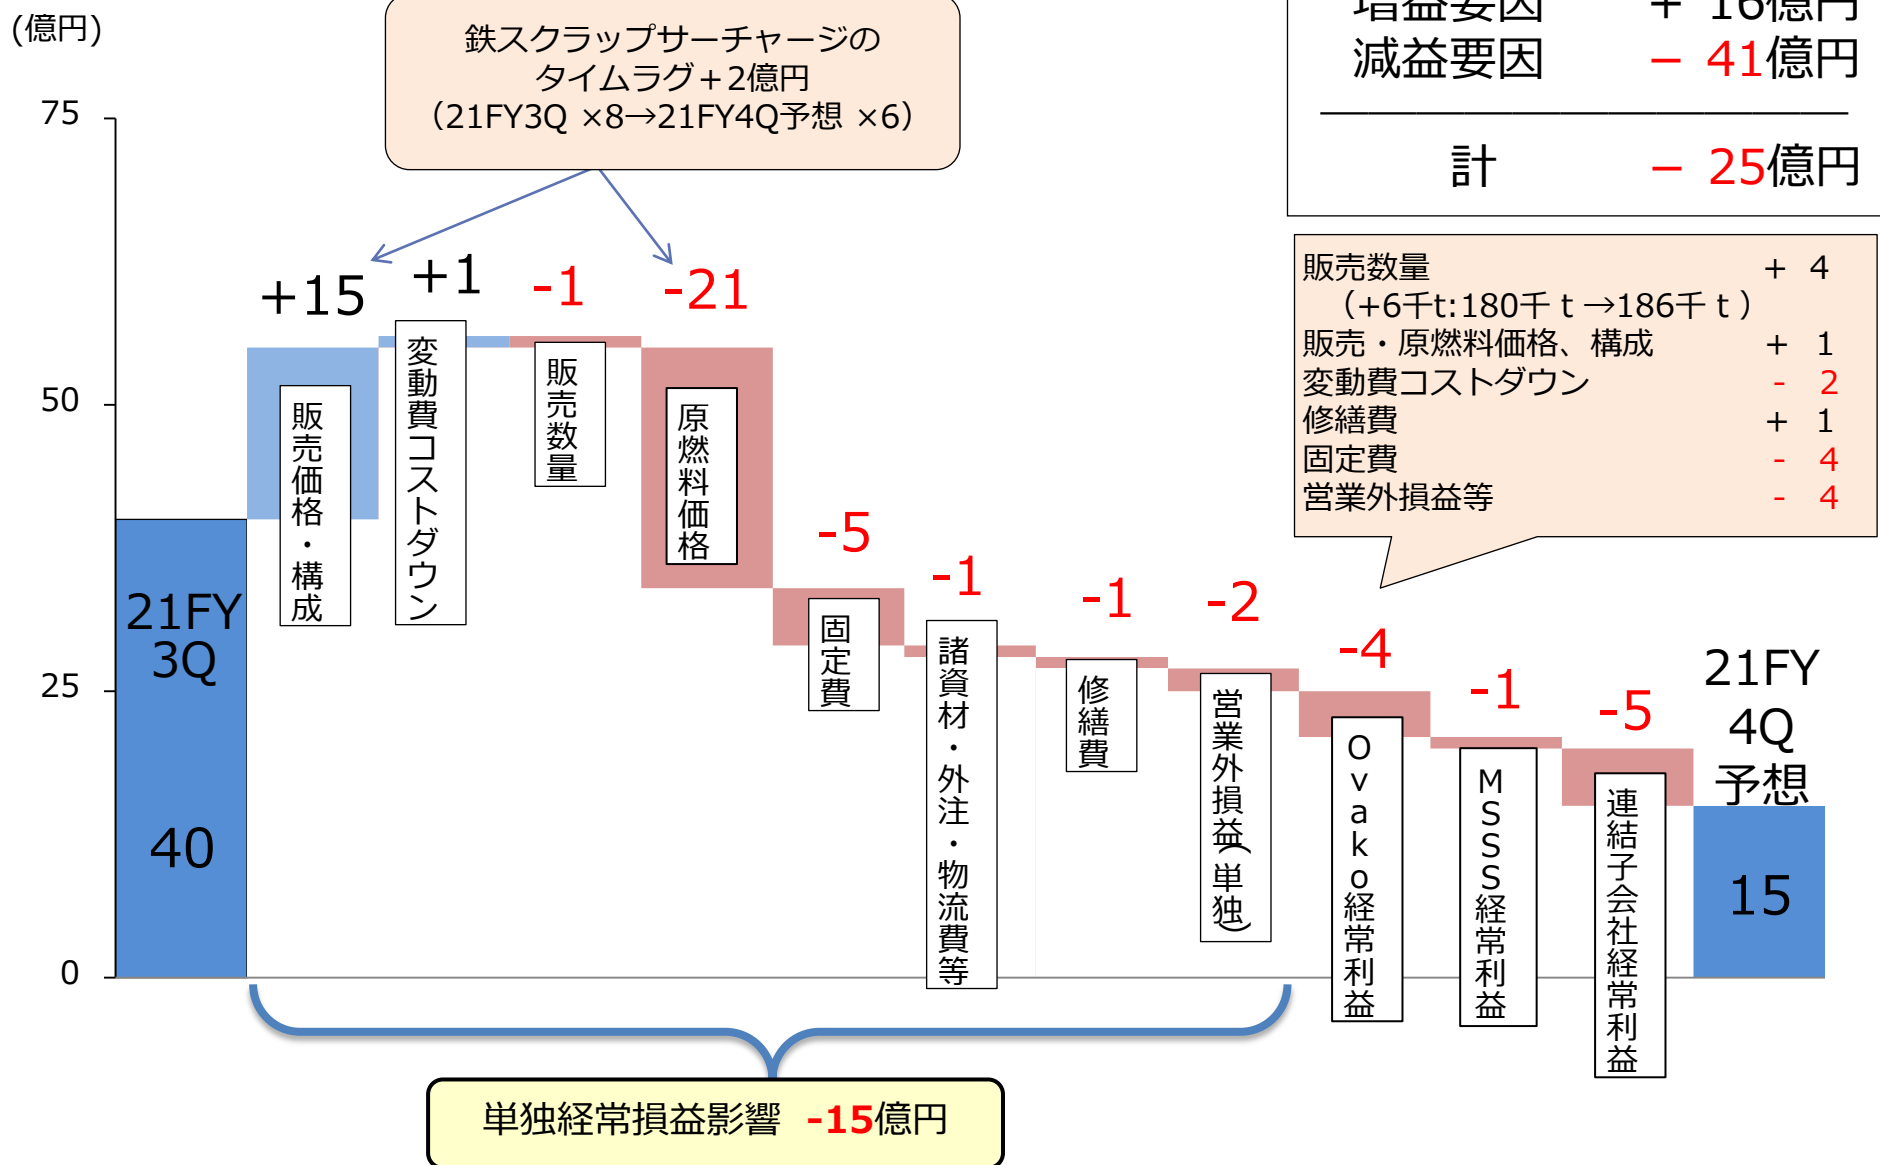 (億円)
鉄スクラップサーチャージの
タイムラグ+2億円
（21FY3Q ×8→21FY4Q予想 ×6）
増益要因 + 16億円
減益要因 − 41億円
計 − 25億円
75
50
25
0
+15
+1
-1
-21
-5
-1
-1
-2
-4
-1
-5
販売数量 + 4
（+6千t:180千ｔ→186千ｔ）
販売・原燃料価格、構成 + 1
変動費コストダウン - 2
修繕費 + 1
固定費 - 4
営業外損益等 - 4
21FY
3Q
40
販売価格・構成
変動費コストダウン
販売数量
原燃料価格
固定費
諸資材・外注・物流費等
修繕費
営業外損益（単独）
Ovako経常利益
MSSS経常利益
連結子会社経常利益
21FY
4Q
予想
15
単独経常損益影響 -15億円